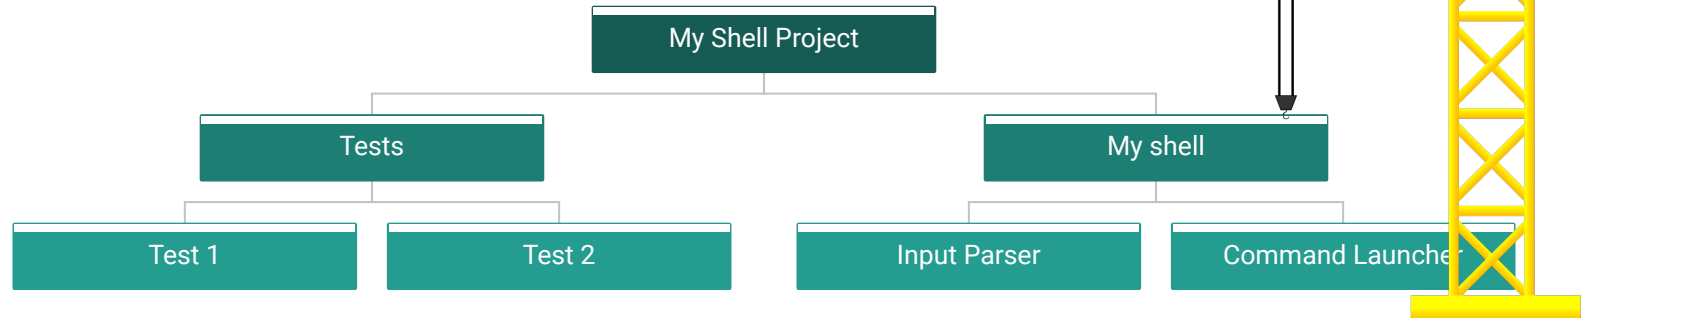 My Shell Project
Tests
My shell
Test 1
Test 2
Input Parser
Command Launcher